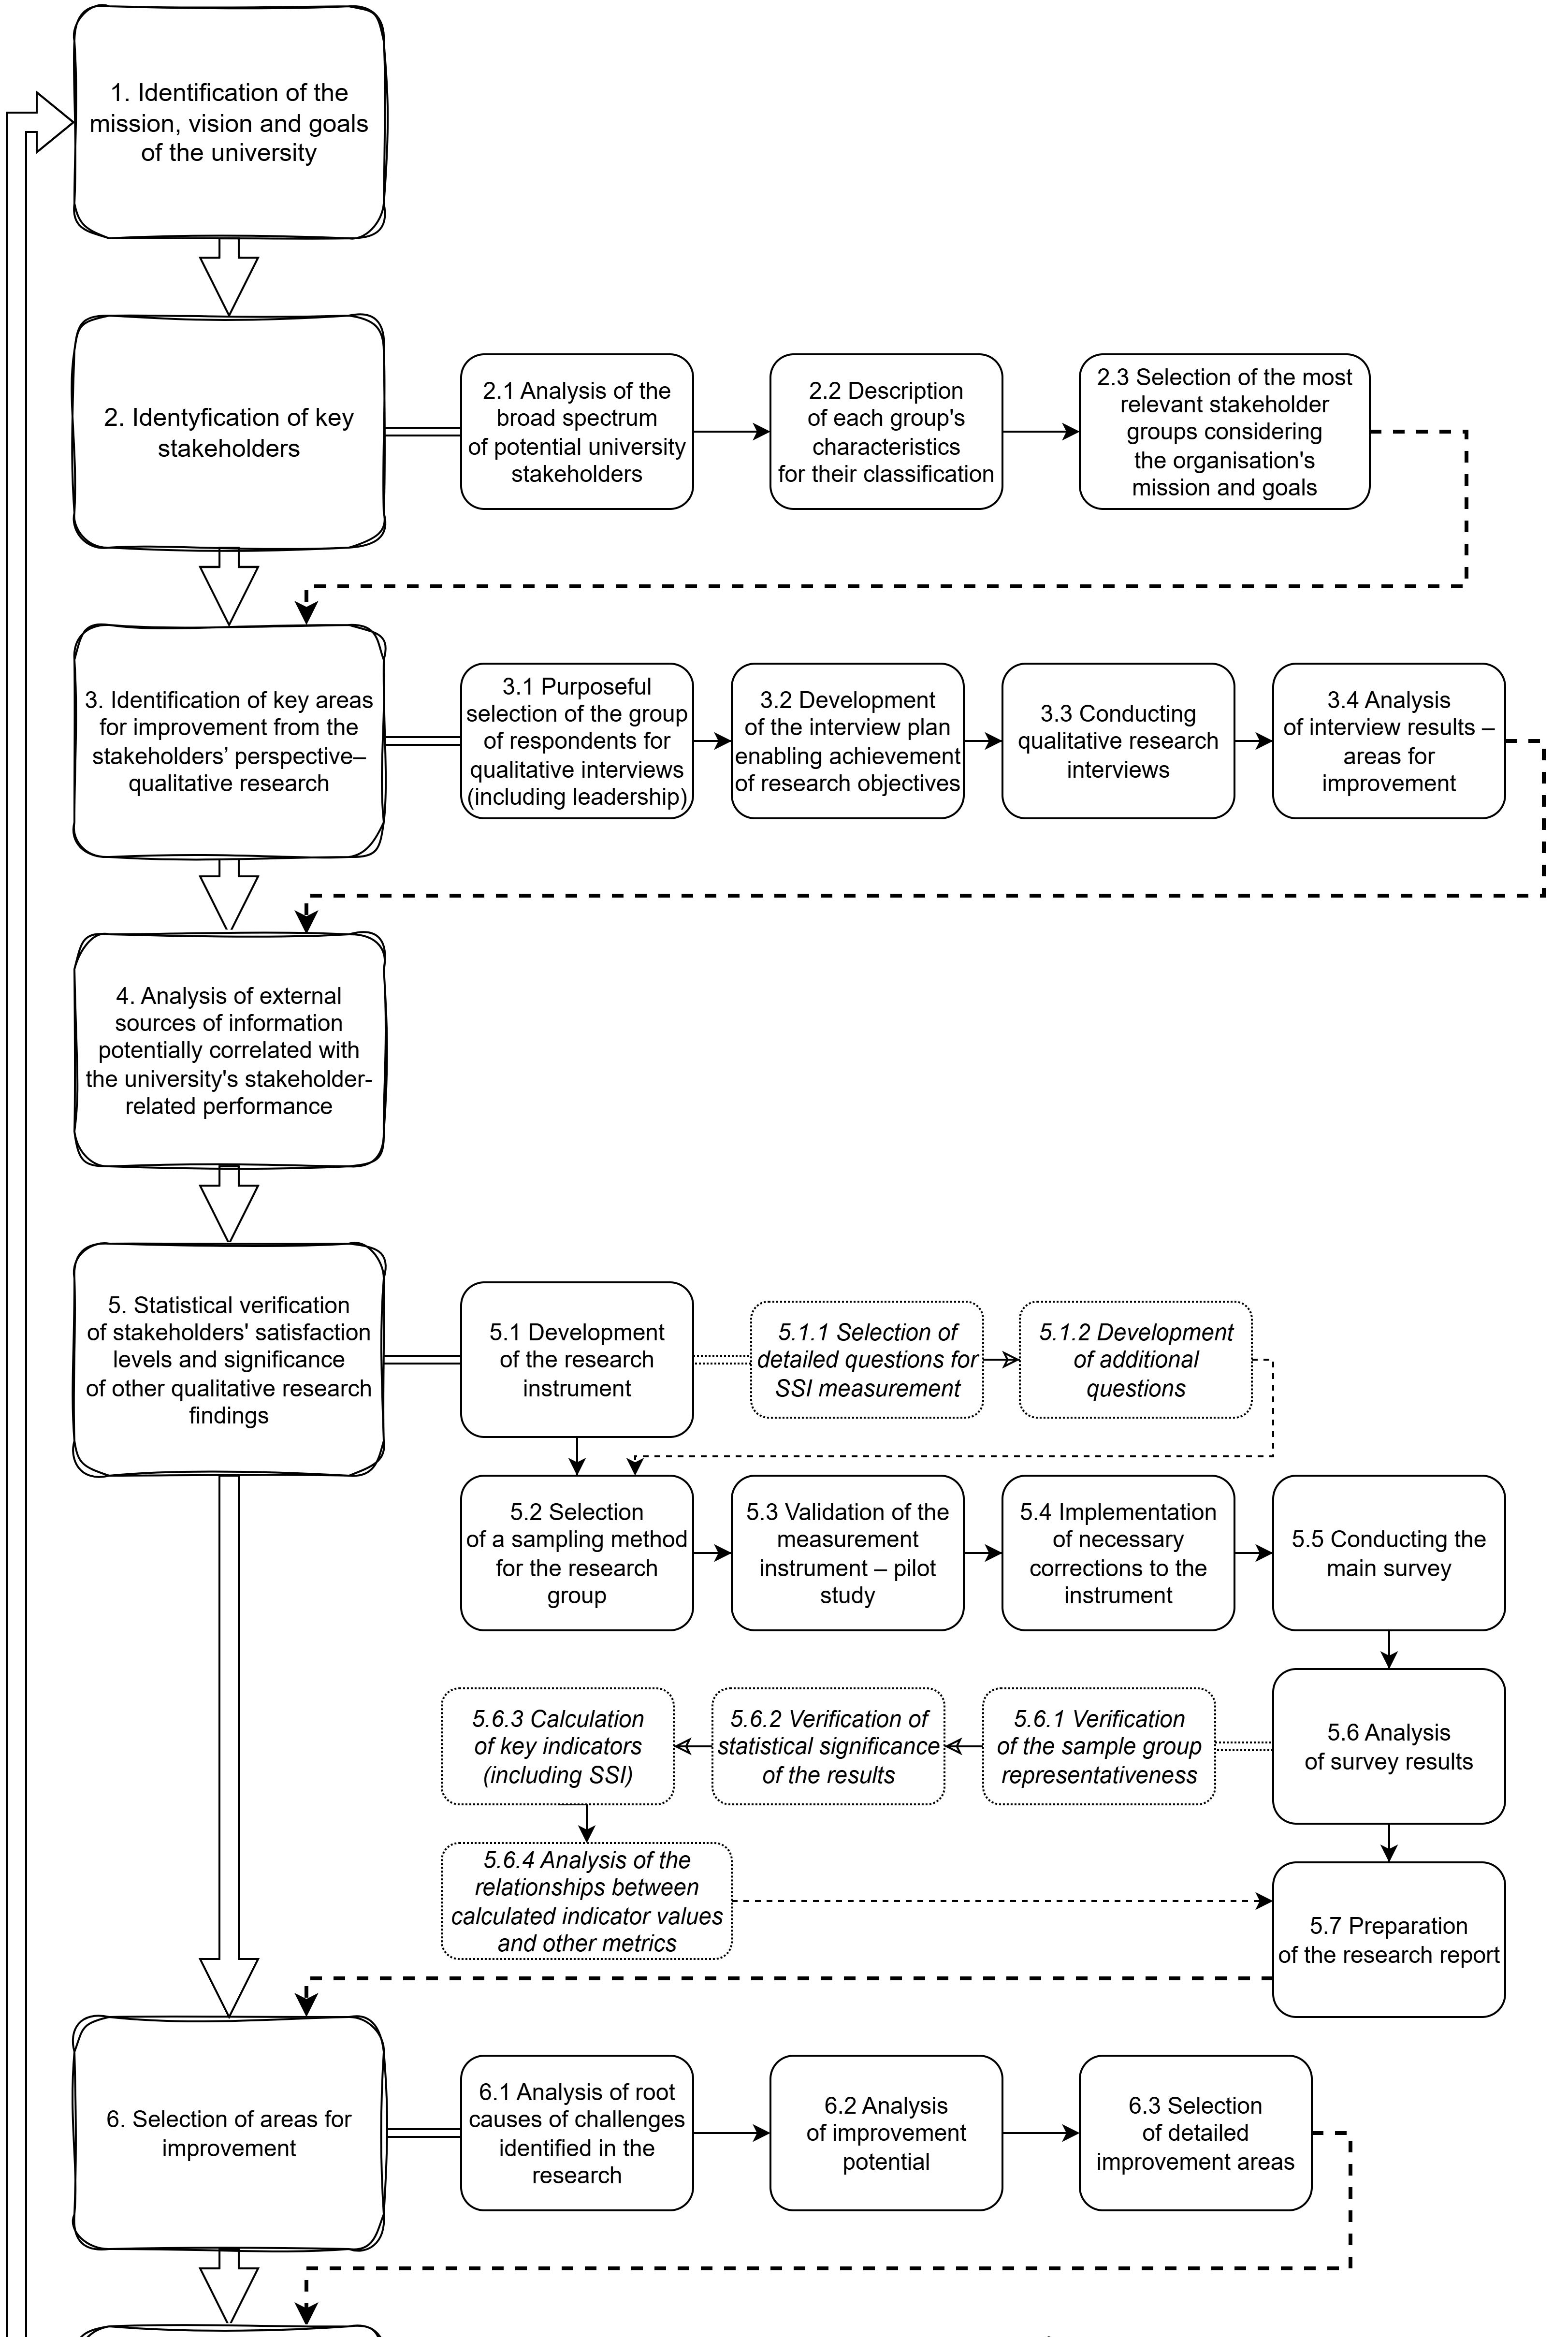 1. Identification of the
mission, vision and goals
of the university
2. Identyfication of key
stakeholders
2.1 Analysis of the
broad spectrum
of potential university
stakeholders
2.2 Description
of each group's
characteristics
for their classification
2.3 Selection of the most
relevant stakeholder
groups considering
the organisation's
mission and goals
3. Identification of key areas
for improvement from the
stakeholders’ perspective–
qualitative research
3.1 Purposeful
selection of the group
of respondents for
qualitative interviews
(including leadership)
3.2 Development
of the interview plan
enabling achievement
of research objectives
3.3 Conducting
qualitative research
interviews
3.4 Analysis
of interview results –
areas for
improvement
4. Analysis of external
sources of information
potentially correlated with
the university's stakeholder-
related performance
5. Statistical verification
of stakeholders' satisfaction
levels and significance
of other qualitative research
findings
5.1 Development
of the research
instrument
5.1.1 Selection of
detailed questions for
SSI measurement
5.1.2 Development
of additional
questions
5.2 Selection
of a sampling method
for the research
group
5.3 Validation of the
measurement
instrument – pilot
study
5.4 Implementation
of necessary
corrections to the
instrument
5.5 Conducting the
main survey
5.6 Analysis
of survey results
5.6.1 Verification
of the sample group
representativeness
5.6.2 Verification of
statistical significance
of the results
5.6.3 Calculation
of key indicators
(including SSI)
5.6.4 Analysis of the
relationships between
calculated indicator values
and other metrics
5.7 Preparation
of the research report
6. Selection of areas for
improvement
6.1 Analysis of root
causes of challenges
identified in the
research
6.2 Analysis
of improvement
potential
6.3 Selection
of detailed
improvement areas